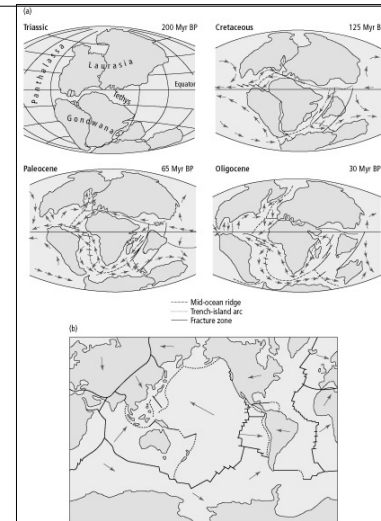 (a)
Triassic 200 Myr BP
Panthalassa
Laurasia
Equator
Tethys
Gondwana
Cretaceous 125 Myr BP
Paleocene 65 Myr BP
Oligocene 30 Myr BP
Mid-ocean ridge
Trench-island arc
Fracture zone
(b)